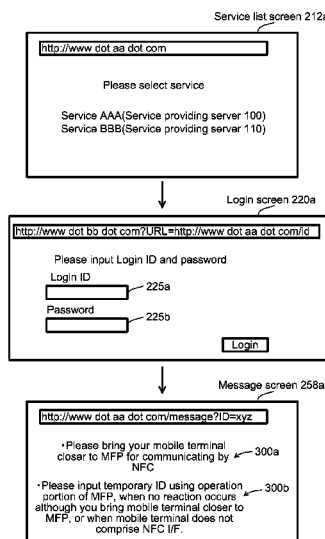 Service list screen 212a
http://www dot aa dot com
Please select service
Service AAA(Service providing server 100)
Service BBB(Service providing server 110)
Login screen 220a
http://www dot bb dot com?URL=http://www dot aa dot com/id
Please input Login ID and password
Login ID
225a
Password
225b
Login
Message screen 258a
http://www dot aa dot com/message?ID=xyz
・Please bring your mobile terminal
closer to MFP for communicating by
NFC
300a
・Please input temporary ID using operation
portion of MFP, when no reaction occurs
300b
although you bring mobile terminal closer to
MFP, or when mobile terminal does not
comprise NFC I/F.